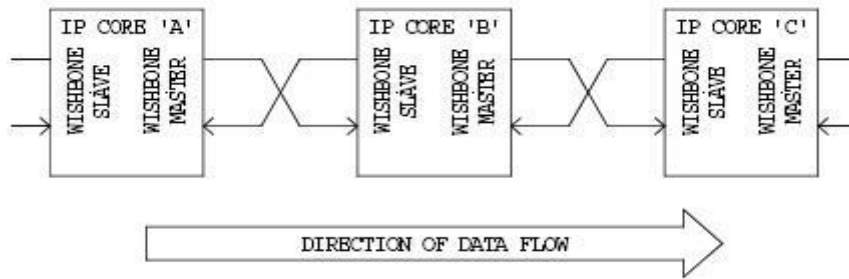 IP CORE 'A'
WISHBONE
SLAVE
WISHBONE
MASTER
IP CORE 'B'
WISHBONE
SLAVE
WISHBONE
MASTER
IP CORE 'C'
WISHBONE
SLAVE
WISHBONE
MASTER
DIRECTION OF DATA FLOW